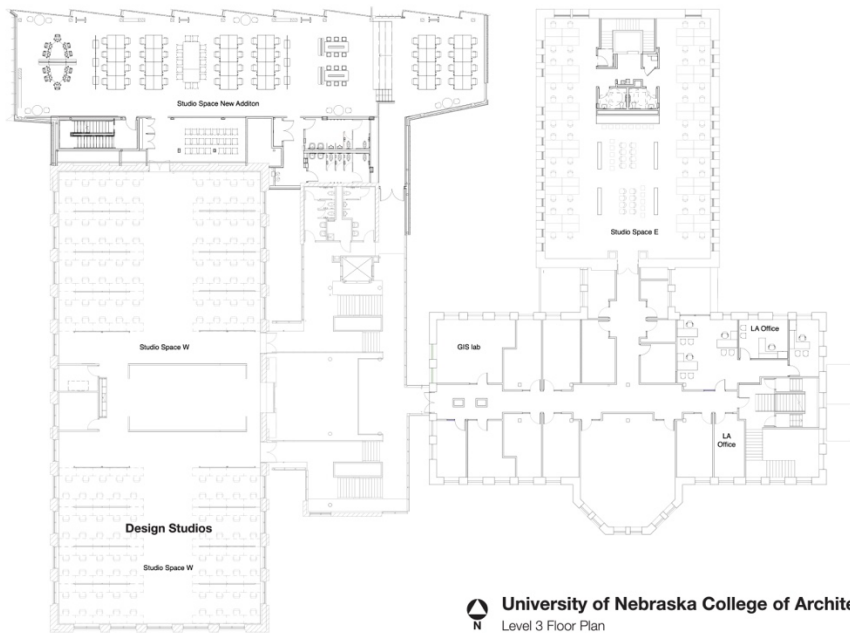 Studio Space New Additon
Studio Space E
LA Office
GIS lab
Studio Space W
LA
Office
Design Studios
Studio Space W
N
University of Nebraska College of Archite
Level 3 Floor Plan